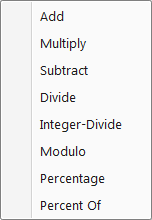 Add
Multiply
Subtract
Divide
Integer-Divide
Modulo
Percentage
Percent Of